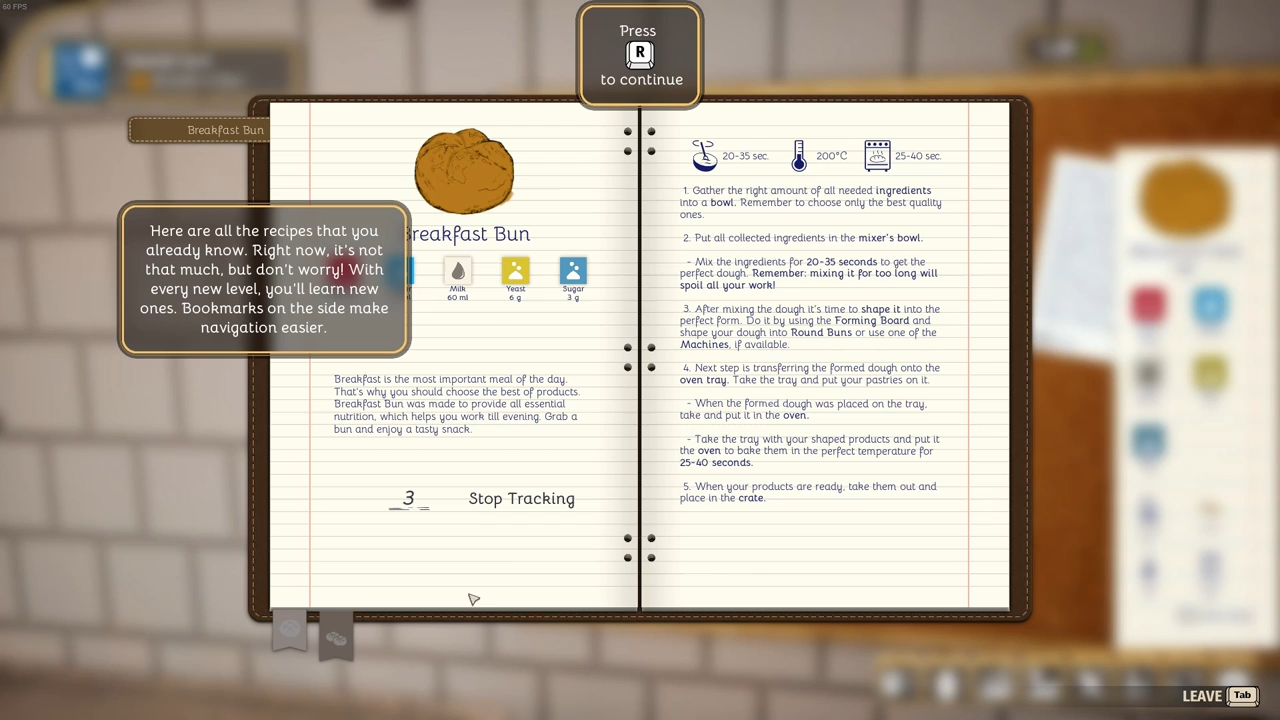 60 FPS
Press
R
to continue
Breakfast Bun
Here are all the recipes that you
already know. Right now, it's not
that much, but don't worry! With
every new level, you'll learn new
ones. Bookmarks on the side make
navigation easier.
Breakfast Bun
Milk
60 ml
Yeast
6 g
Sugar
3 g
Breakfast is the most important meal of the day.
That's why you should choose the best of products.
Breakfast Bun was made to provide all essential
nutrition, which helps you work till evening. Grab a
bun and enjoy a tasty snack.
3 Stop Tracking
20-35 sec. 200°C 25-40 sec.
1. Gather the right amount of all needed ingredients
into a bowl. Remember to choose only the best quality
ones.
2. Put all collected ingredients in the mixer's bowl.
- Mix the ingredients for 20-35 seconds to get the
perfect dough. Remember: mixing it for too long will
spoil all your work!
3. After mixing the dough it's time to shape it into the
perfect form. Do it by using the Forming Board and
shape your dough into Round Buns or use one of the
Machines, if available.
4. Next step is transferring the formed dough onto the
oven tray. Take the tray and put your pastries on it.
- When the formed dough was placed on the tray,
take and put it in the oven.
- Take the tray with your shaped products and put it
the oven to bake them in the perfect temperature for
25-40 seconds.
5. When your products are ready, take them out and
place in the crate.
LEAVE Tab